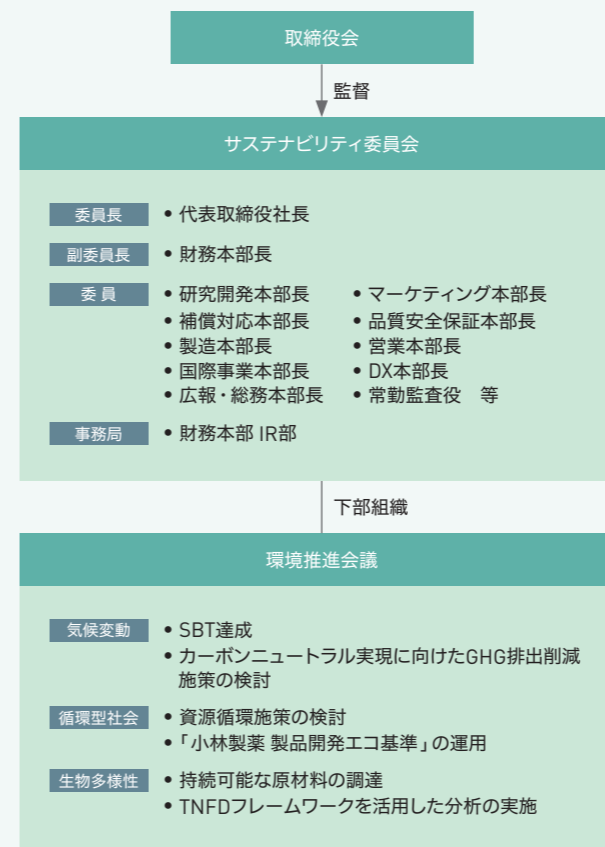 取締役会
監督
サステナビリティ委員会
委員長 • 代表取締役社長
副委員長 • 財務本部長
委 員 • 研究開発本部長 • マーケティング本部長
• 補償対応本部長 • 品質安全保証本部長
• 製造本部長 • 営業本部長
• 国際事業本部長 • DX本部長
• 広報・総務本部長 • 常勤監査役　等
事務局 • 財務本部 IR部
下部組織
環境推進会議
気候変動 • SBT達成
• カーボンニュートラル実現に向けたGHG排出削減
施策の検討
循環型社会 • 資源循環施策の検討
• 「小林製薬 製品開発エコ基準」の運用
生物多様性 • 持続可能な原材料の調達
• TNFDフレームワークを活用した分析の実施